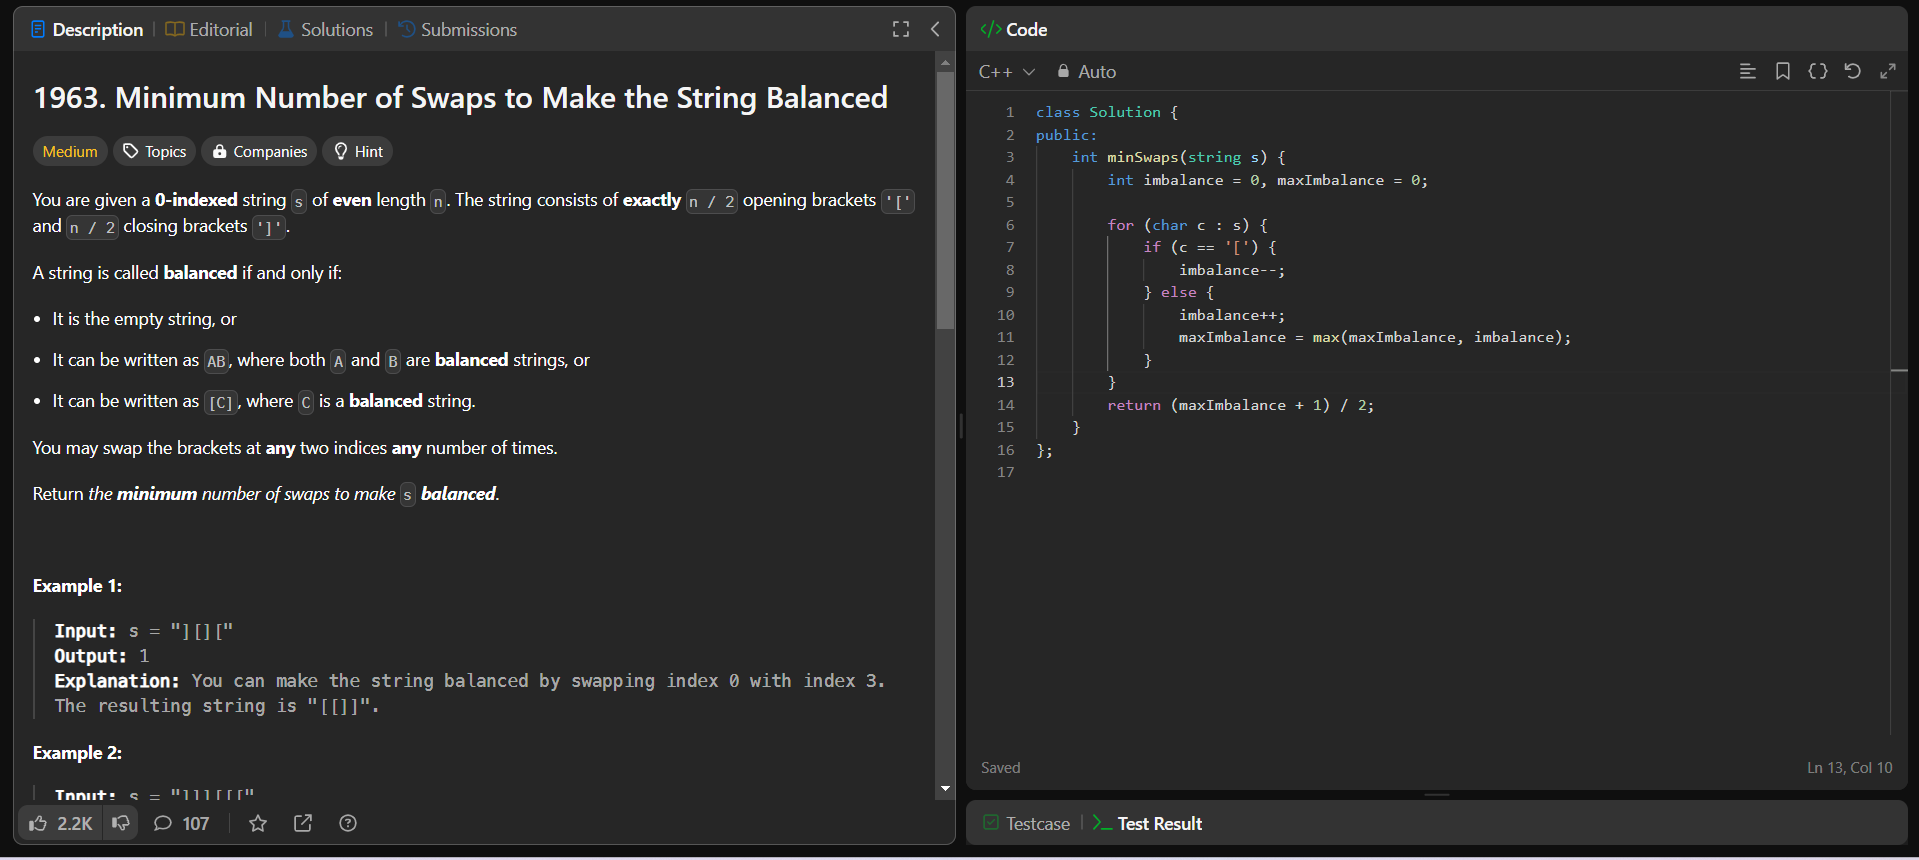 Description | Editorial | Solutions | Submissions
1963. Minimum Number of Swaps to Make the String Balanced
Medium Topics Companies Hint
You are given a 0-indexed string s of even length n. The string consists of exactly n / 2 opening brackets '['
and n / 2 closing brackets ']'.
A string is called balanced if and only if:
• It is the empty string, or
• It can be written as AB, where both A and B are balanced strings, or
• It can be written as [C], where C is a balanced string.
You may swap the brackets at any two indices any number of times.
Return the minimum number of swaps to make s balanced.
Example 1:
Input: s = "][]["
Output: 1
Explanation: You can make the string balanced by swapping index 0 with index 3.
The resulting string is "[[]]".
Example 2:
Input: s = "]]][[["
2.2K 107
</> Code
C++ Auto
1 class Solution {
2 public:
3     int minSwaps(string s) {
4         int imbalance = 0, maxImbalance = 0;
5
6         for (char c : s) {
7             if (c == '[') {
8                 imbalance--;
9             } else {
10                 imbalance++;
11                 maxImbalance = max(maxImbalance, imbalance);
12             }
13         }
14         return (maxImbalance + 1) / 2;
15     }
16 };
17
Saved Ln 13, Col 10
Testcase | >_ Test Result